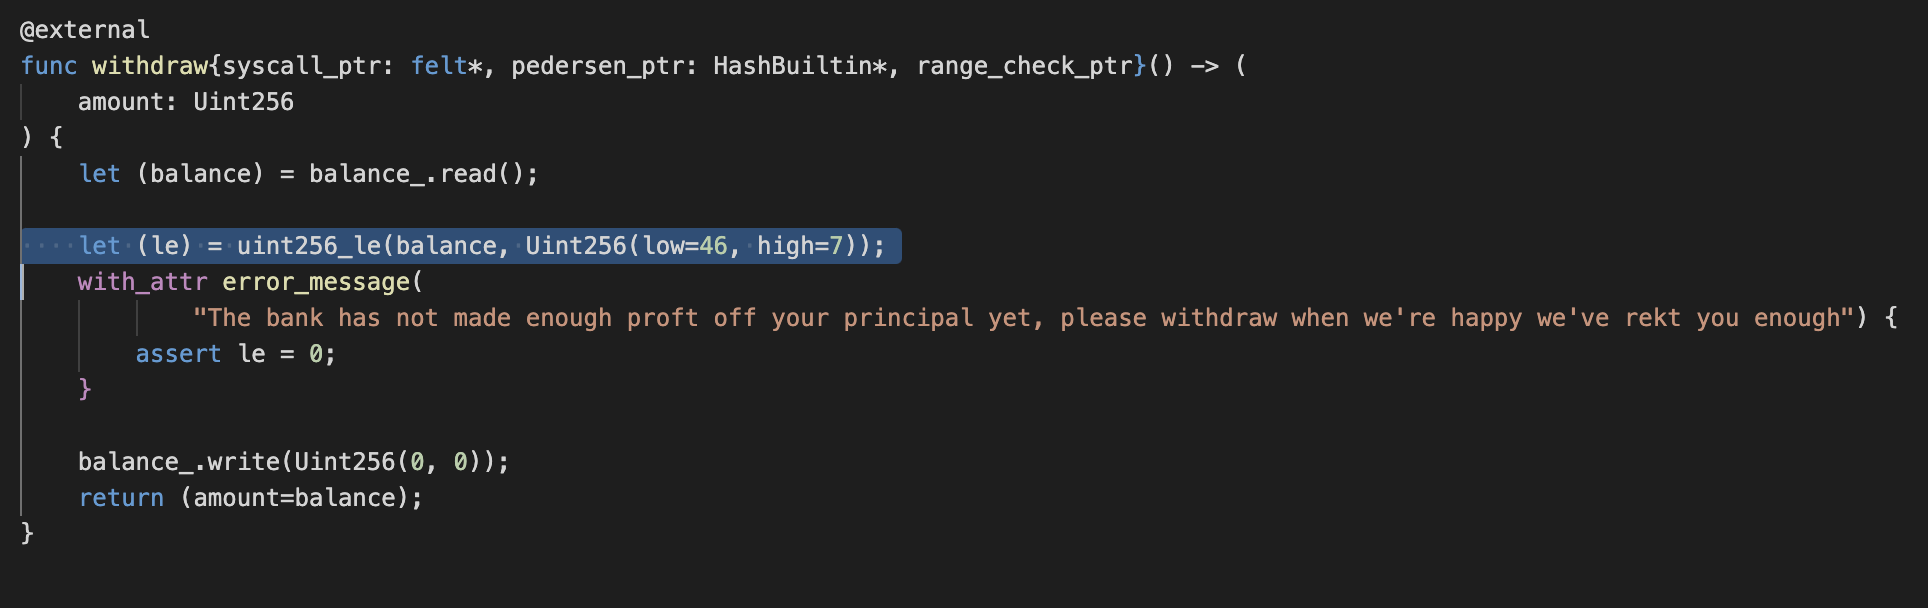 @external
func withdraw{syscall_ptr: felt*, pedersen_ptr: HashBuiltin*, range_check_ptr}() -> (
    amount: Uint256
) {
    let (balance) = balance_.read();

    let (le) = uint256_le(balance, Uint256(low=46, high=7));
    with_attr error_message(
            "The bank has not made enough proft off your principal yet, please withdraw when we're happy we've rekt you enough") {
        assert le = 0;
    }

    balance_.write(Uint256(0, 0));
    return (amount=balance);
}